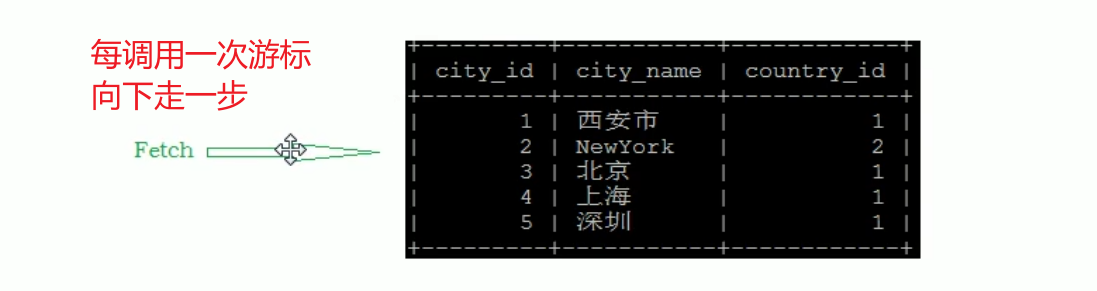 每调用一次游标
向下走一步
Fetch
+---------+-----------+------------+
| city_id | city_name | country_id |
+---------+-----------+------------+
| 1 | 西安市 | 1 |
| 2 | NewYork | 2 |
| 3 | 北京 | 1 |
| 4 | 上海 | 1 |
| 5 | 深圳 | 1 |
+---------+-----------+------------+